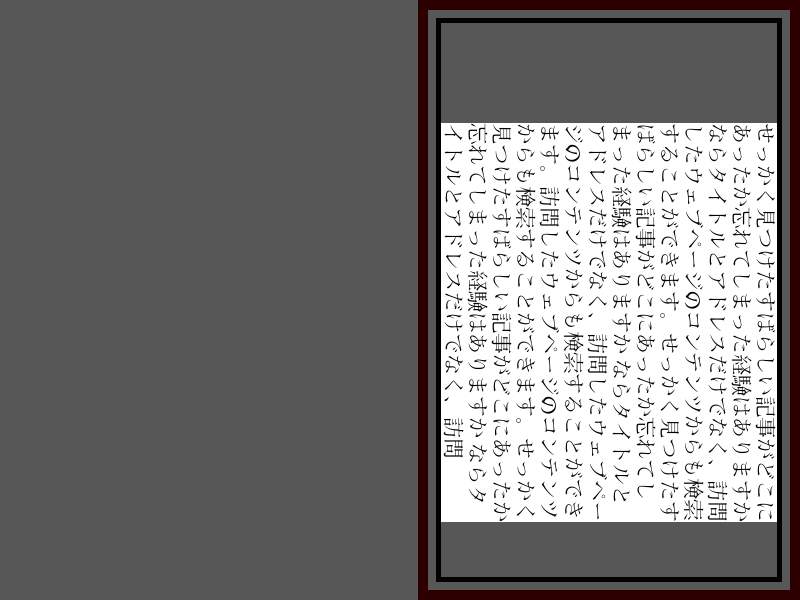 せっかく見つけたすばらしい記事がどこに
あったか忘れてしまった経験はありますか
ならタイトルとアドレスだけでなく、訪問
したウェブページのコンテンツからも検索
することができます。せっかく見つけたす
ばらしい記事がどこにあったか忘れてし
まった経験はありますかならタイトルと
アドレスだけでなく、訪問したウェブペー
ジのコンテンツからも検索することができ
ます。訪問したウェブページのコンテンツ
からも検索することができます。せっかく
見つけたすばらしい記事がどこにあったか
忘れてしまった経験はありますかならタ
イトルとアドレスだけでなく、訪問